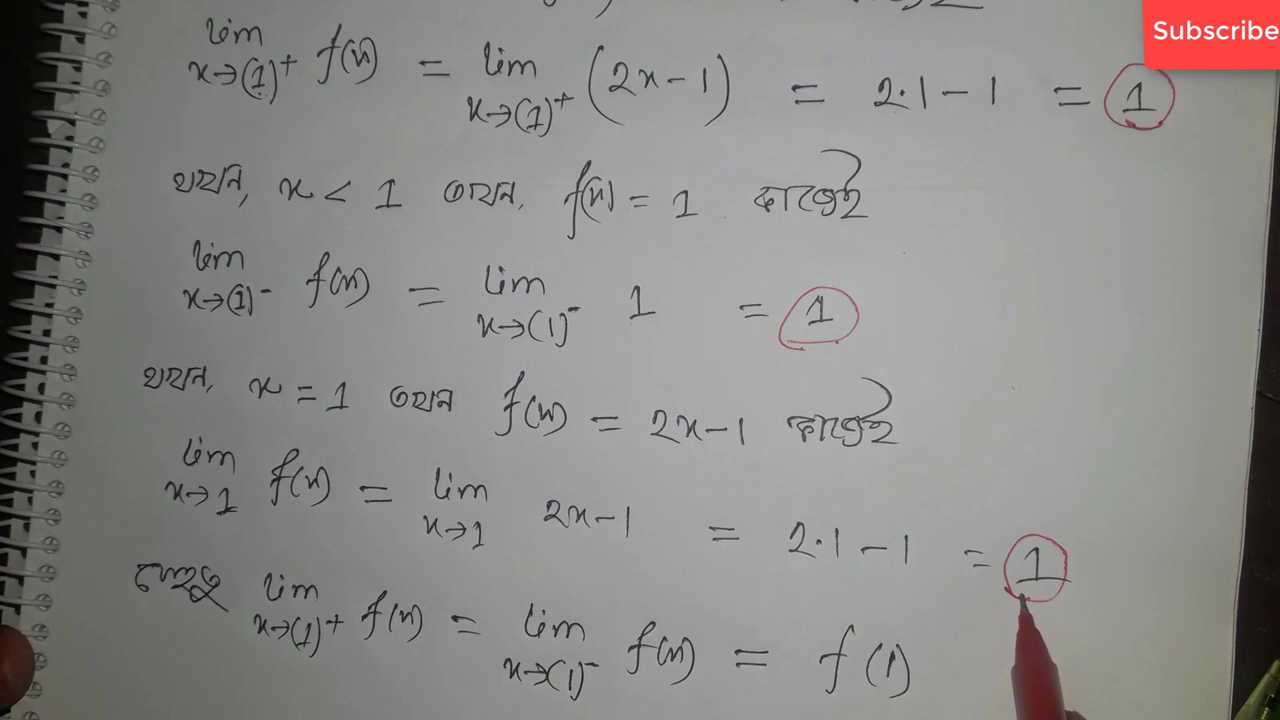 Subscribe
lim x→(1)+ f(x) = lim x→(1)+ (2x-1) = 2·1-1 = 1
যখন, x < 1 তখন, f(x) = 1 কাজেই
lim x→(1)- f(x) = lim x→(1)- 1 = 1
যখন, x = 1 তখন f(x) = 2x-1 কাজেই
lim x→1 f(x) = lim x→1 2x-1 = 2·1-1 = 1
যেহেতু lim x→(1)+ f(x) = lim x→(1)- f(x) = f(1)